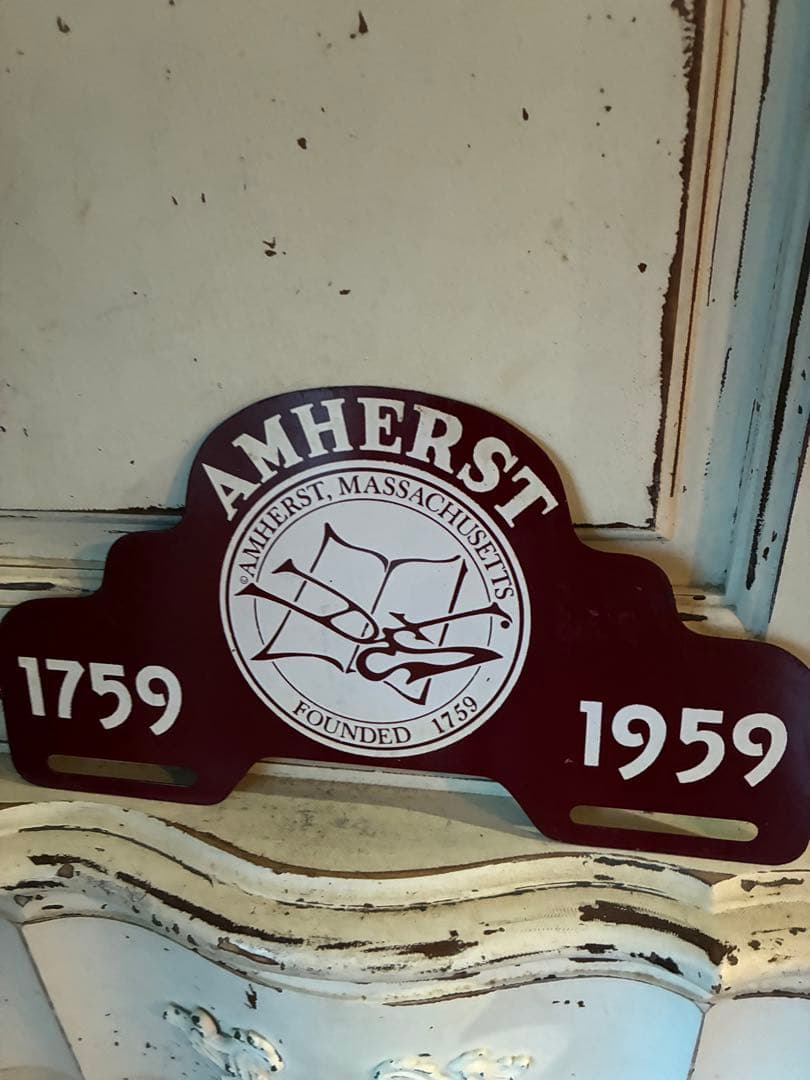 AMHERST
©AMHERST, MASSACHUSETTS
1759
1959
FOUNDED 1759